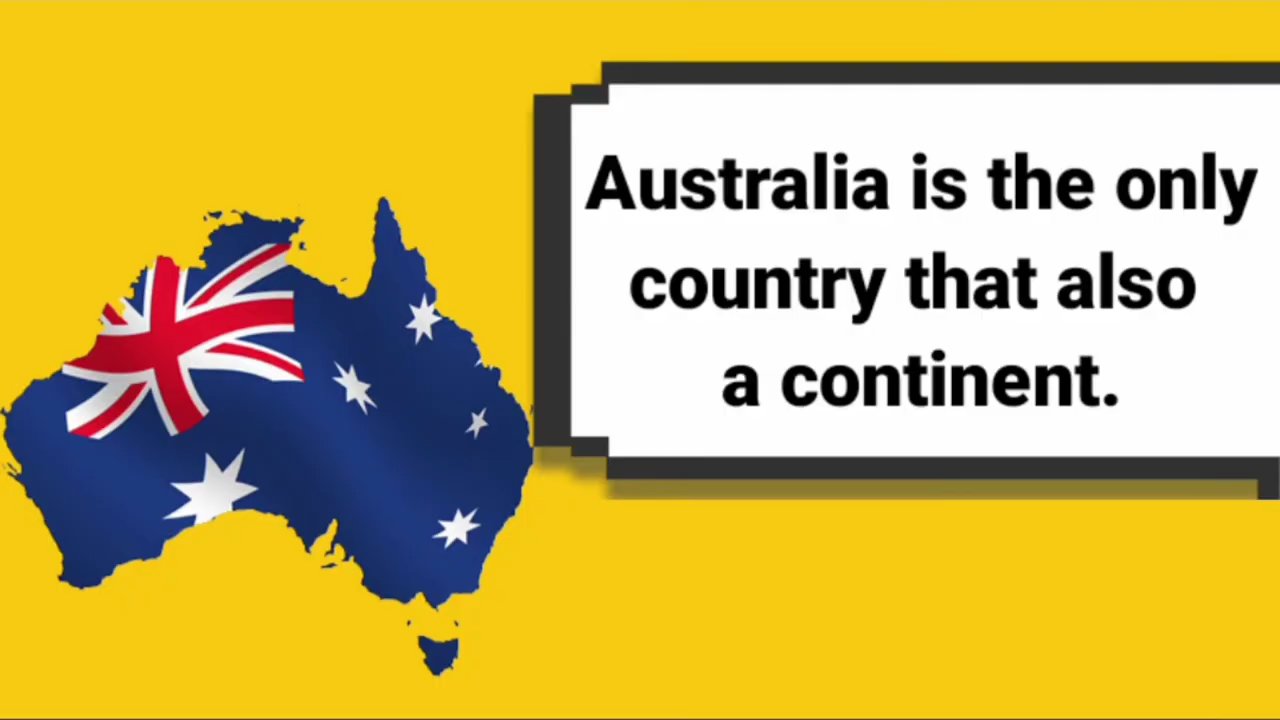 Australia is the only
country that also
a continent.